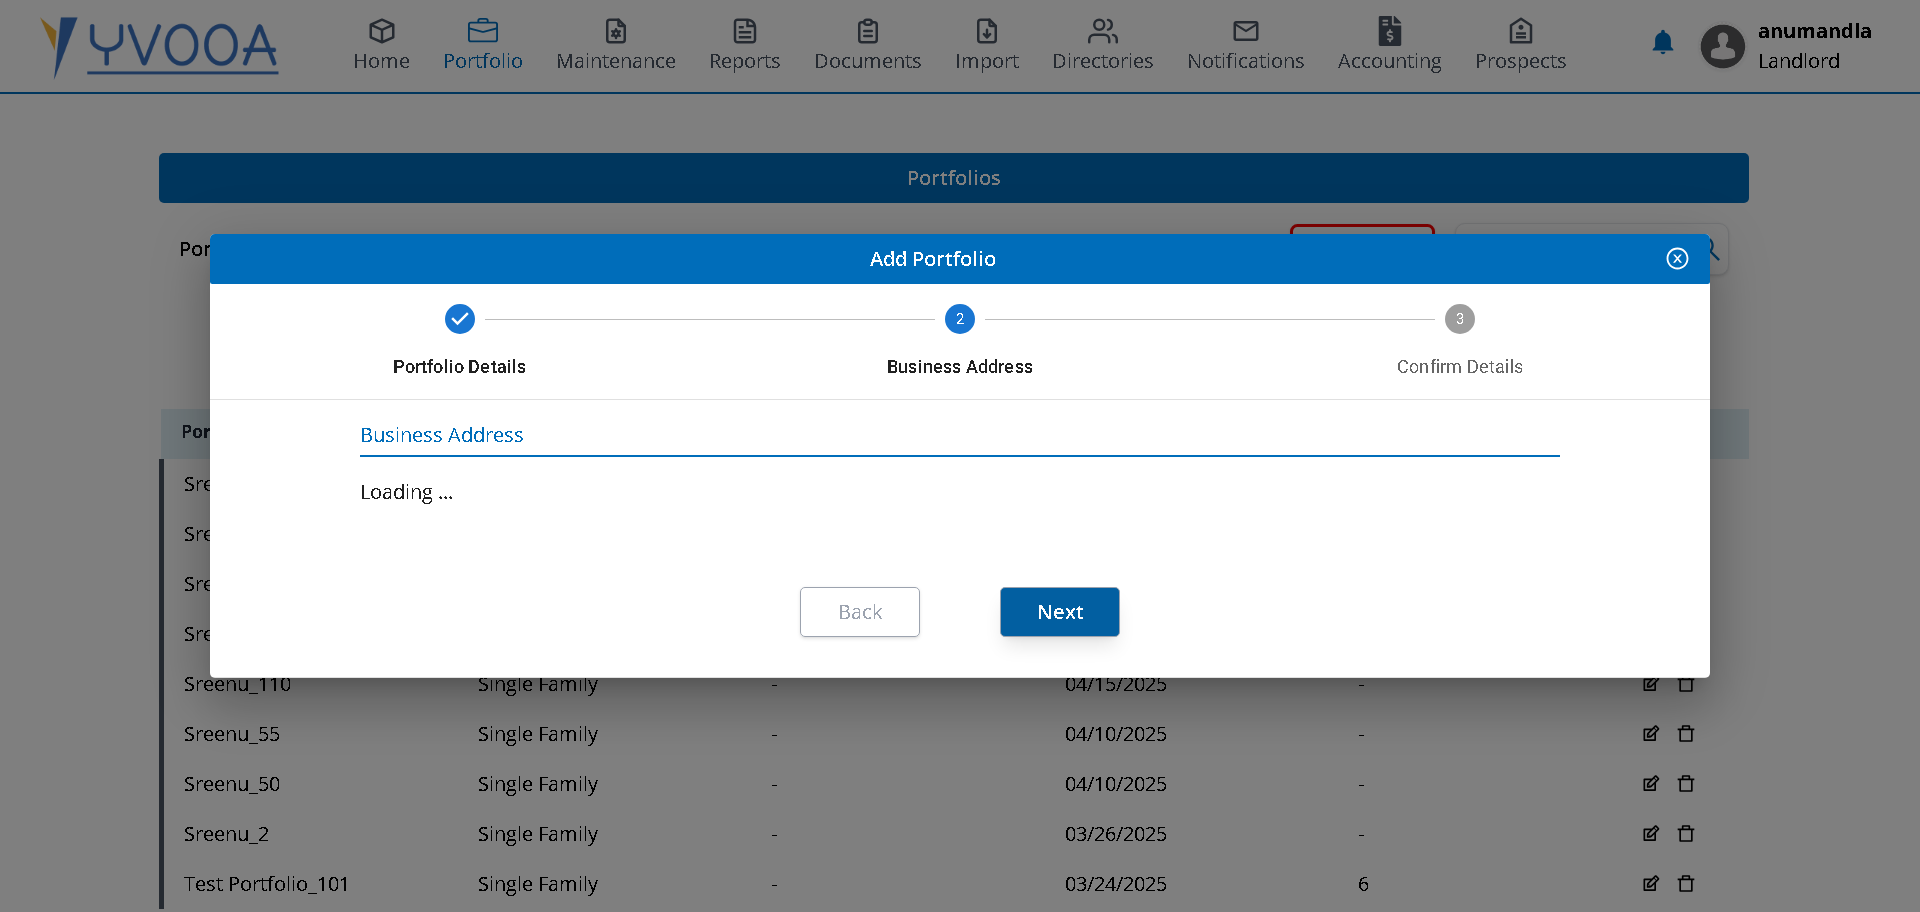 YVOOA
Home Portfolio Maintenance Reports Documents Import Directories Notifications Accounting Prospects
anumandla
Landlord
Portfolios
Por
Add Portfolio
2
3
Portfolio Details Business Address Confirm Details
Por
Business Address
Sre
Loading ...
Sre
Sre
Sre
Back Next
Sreenu_110 Single Family - 04/15/2025 -
Sreenu_55 Single Family - 04/10/2025 -
Sreenu_50 Single Family - 04/10/2025 -
Sreenu_2 Single Family - 03/26/2025 -
Test Portfolio_101 Single Family - 03/24/2025 6